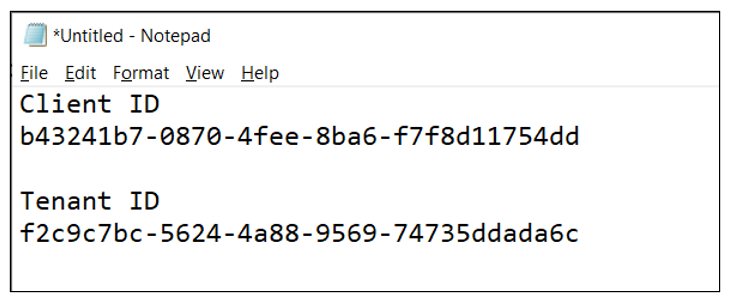 *Untitled - Notepad
File Edit Format View Help
Client ID
b43241b7-0870-4fee-8ba6-f7f8d11754dd
Tenant ID
f2c9c7bc-5624-4a88-9569-74735ddada6c